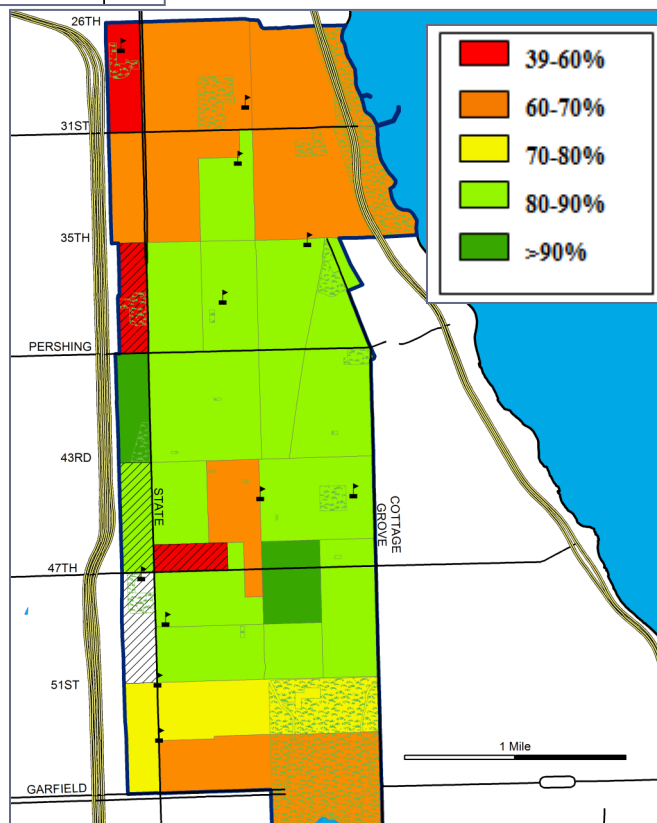 26TH
39-60%
60-70%
31ST
70-80%
80-90%
35TH
>90%
PERSHING
43RD
STATE
COTTAGE
GROVE
47TH
51ST
1 Mile
GARFIELD